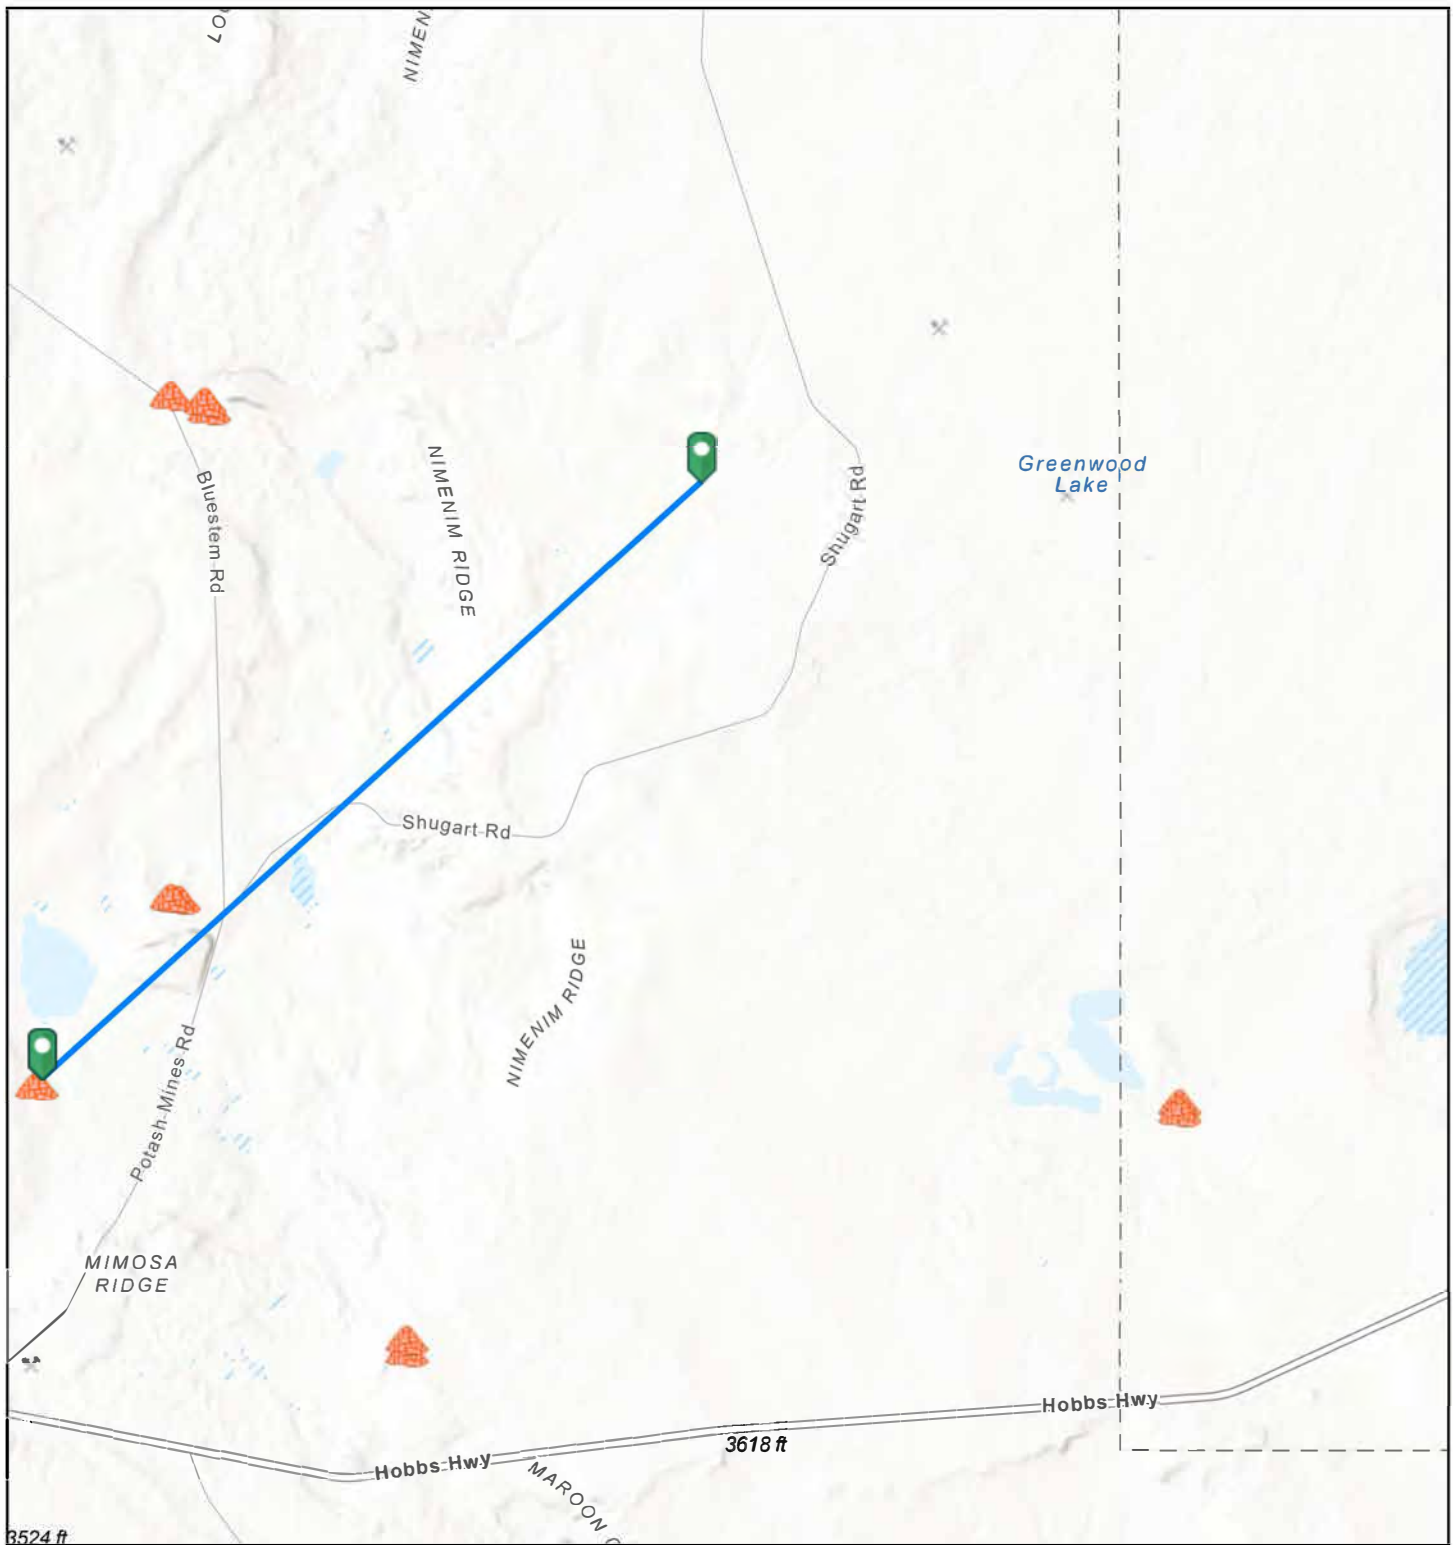 NIMEN
Greenwood
Lake
NIMENIM RIDGE
Bluestem Rd
Shugart Rd
Shugart Rd
NIMENIM RIDGE
Potash Mines Rd
MIMOSA
RIDGE
Hobbs Hwy
3618 ft
Hobbs Hwy
MAROON
3524 ft